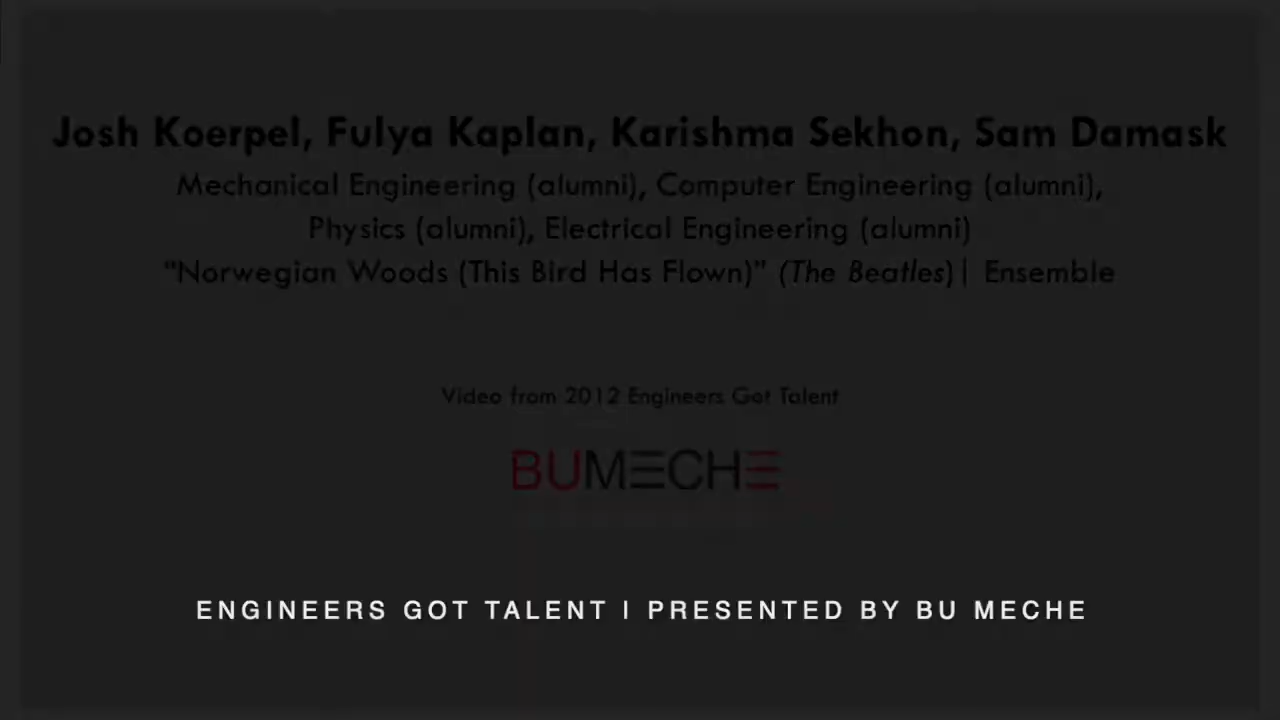 Josh Koerpel, Fulya Kaplan, Karishma Sekhon, Sam Damask
Mechanical Engineering (alumni), Computer Engineering (alumni),
Physics (alumni), Electrical Engineering (alumni)
“Norwegian Woods (This Bird Has Flown)” (The Beatles)| Ensemble
Video from 2012 Engineers Got Talent
BUMECHE
ENGINEERS GOT TALENT | PRESENTED BY BU MECHE